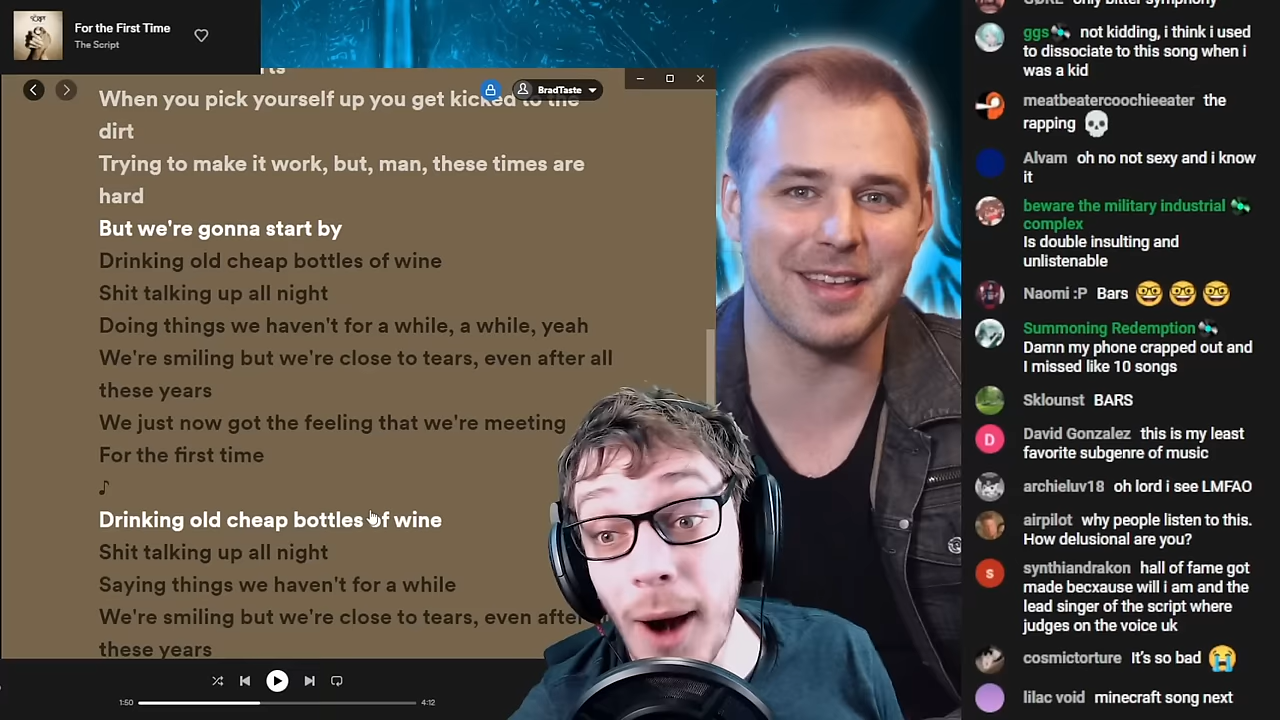 For the First Time
The Script
BradTaste
When you pick yourself up you get kicked to the
dirt
Trying to make it work, but, man, these times are
hard
But we're gonna start by
Drinking old cheap bottles of wine
Shit talking up all night
Doing things we haven't for a while, a while, yeah
We're smiling but we're close to tears, even after all
these years
We just now got the feeling that we're meeting
For the first time
♪
Drinking old cheap bottles of wine
Shit talking up all night
Saying things we haven't for a while
We're smiling but we're close to tears, even after
these years
1:50
4:12
only bitter symphony
ggs not kidding, i think i used
to dissociate to this song when i
was a kid
meatbeatercoochieeater the
rapping 💀
Alvam oh no not sexy and i know
it
beware the military industrial
complex
Is double insulting and
unlistenable
Naomi :P Bars 🤓 🤓 🤓
Summoning Redemption
Damn my phone crapped out and
I missed like 10 songs
Sklounst BARS
D
David Gonzalez this is my least
favorite subgenre of music
archieluv18 oh lord i see LMFAO
airpilot why people listen to this.
How delusional are you?
s
synthiandrakon hall of fame got
made becxause will i am and the
lead singer of the script where
judges on the voice uk
cosmictorture It's so bad 😭
lilac void minecraft song next